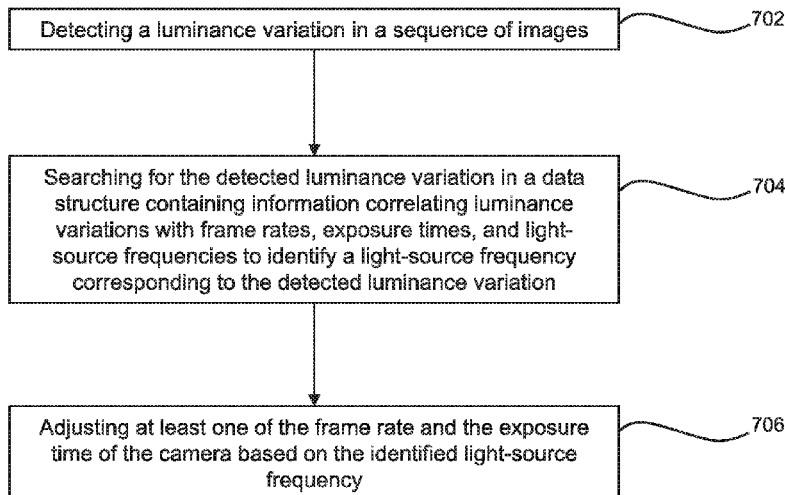 Detecting a luminance variation in a sequence of images
702
Searching for the detected luminance variation in a data
structure containing information correlating luminance
variations with frame rates, exposure times, and light-
source frequencies to identify a light-source frequency
corresponding to the detected luminance variation
704
Adjusting at least one of the frame rate and the exposure
time of the camera based on the identified light-source
frequency
706